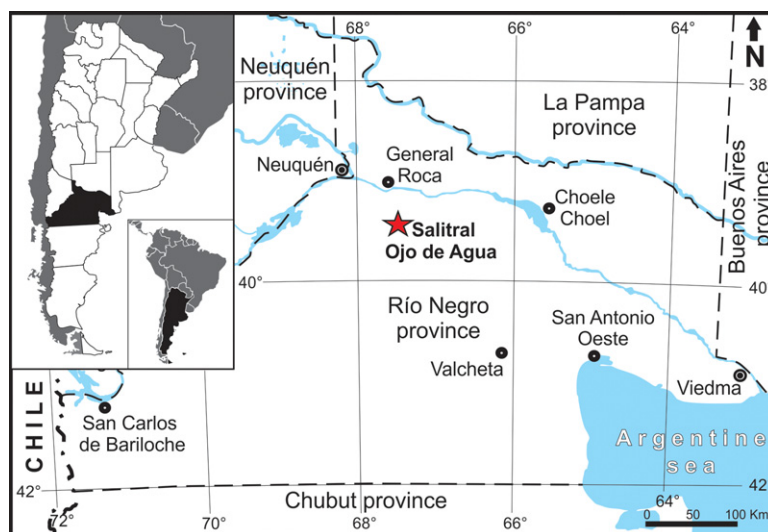 68°
66°
64°
N
Neuquén
province
38°
La Pampa
province
Buenos Aires
province
Neuquén
General
Roca
Choele
Choel
Salitral
Ojo de Agua
40°
40°
Río Negro
province
San Antonio
Oeste
Valcheta
Viedma
CHILE
San Carlos
de Bariloche
Argentine
sea
42°
42°
Chubut province
72°
70°
68°
66°
64°
0 50 100 Km